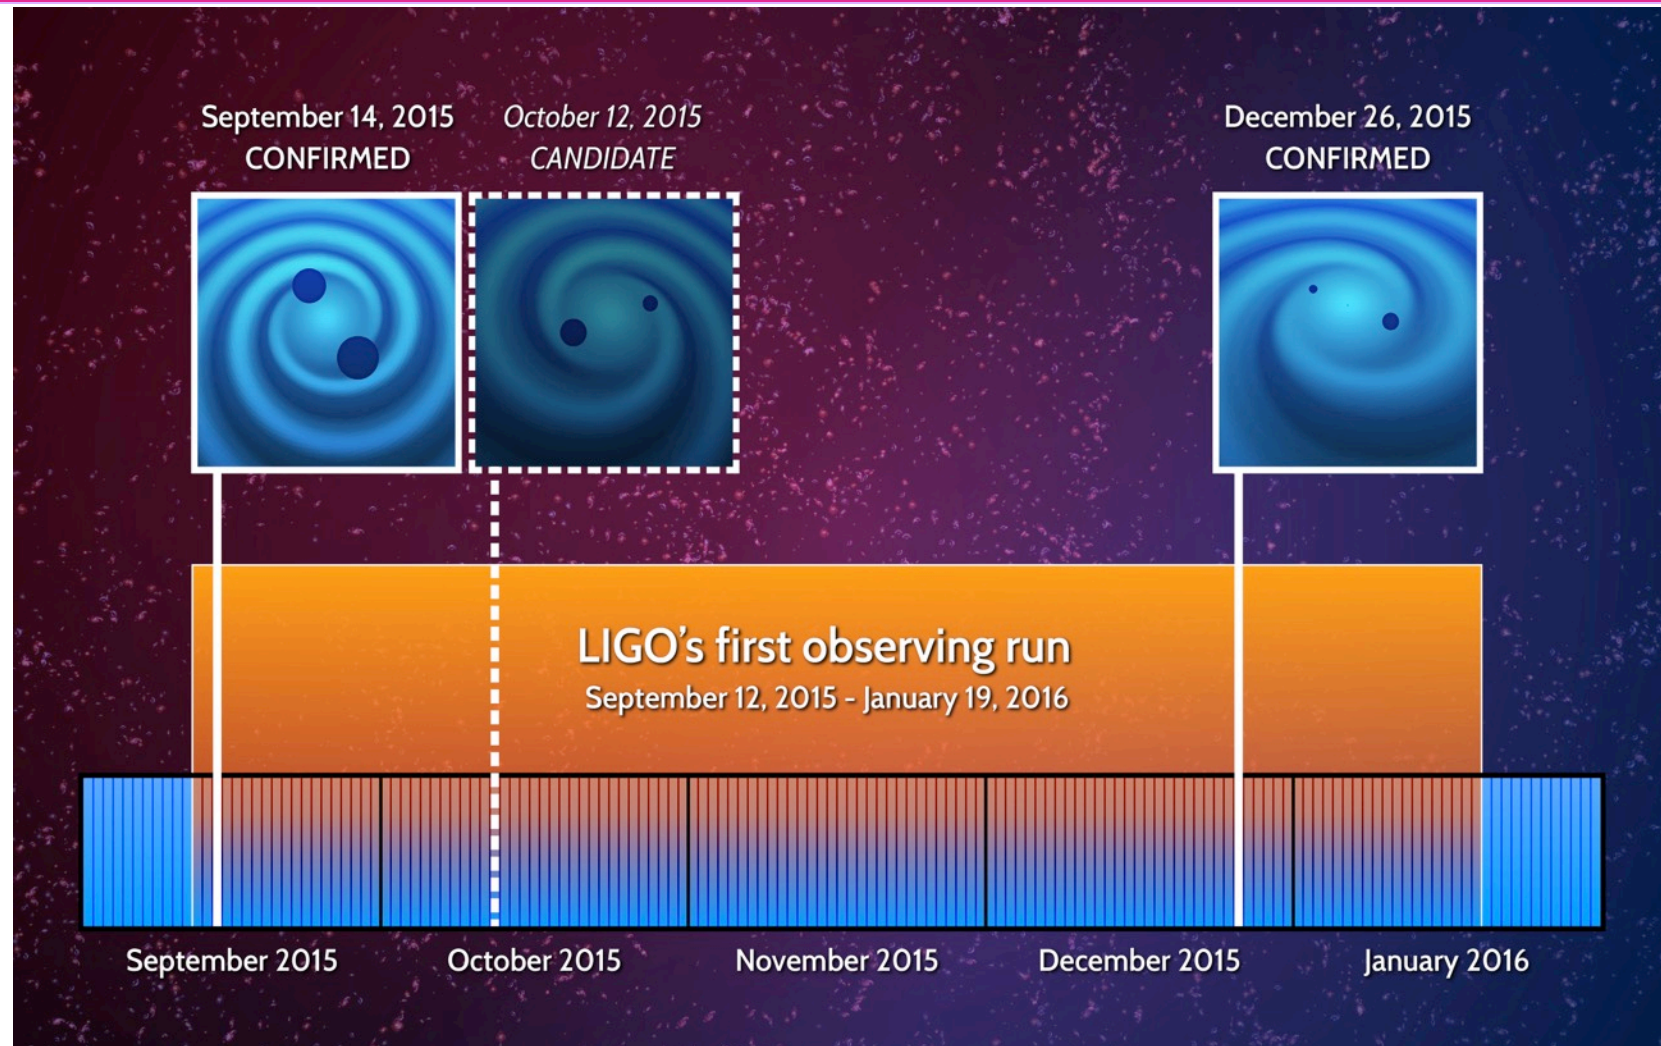 September 14, 2015
CONFIRMED
October 12, 2015
CANDIDATE
December 26, 2015
CONFIRMED
LIGO's first observing run
September 12, 2015 - January 19, 2016
September 2015
October 2015
November 2015
December 2015
January 2016